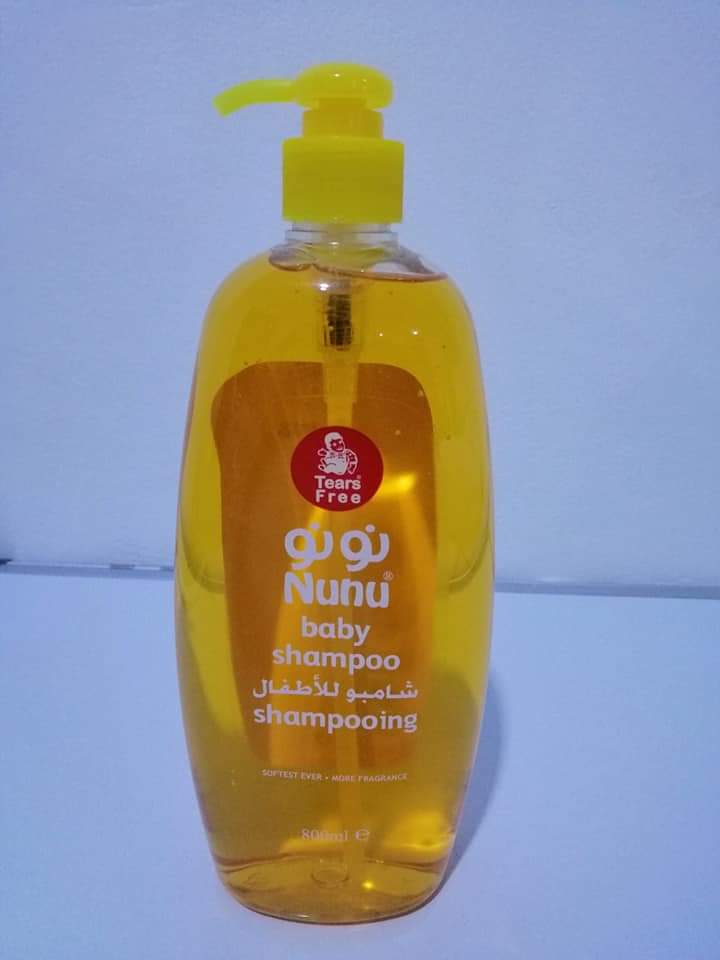 Tears®
Free
نونو
Nunu®
baby
shampoo
شامبو للأطفال
shampooing
SOFTEST EVER • MORE FRAGRANCE
800ml ℮